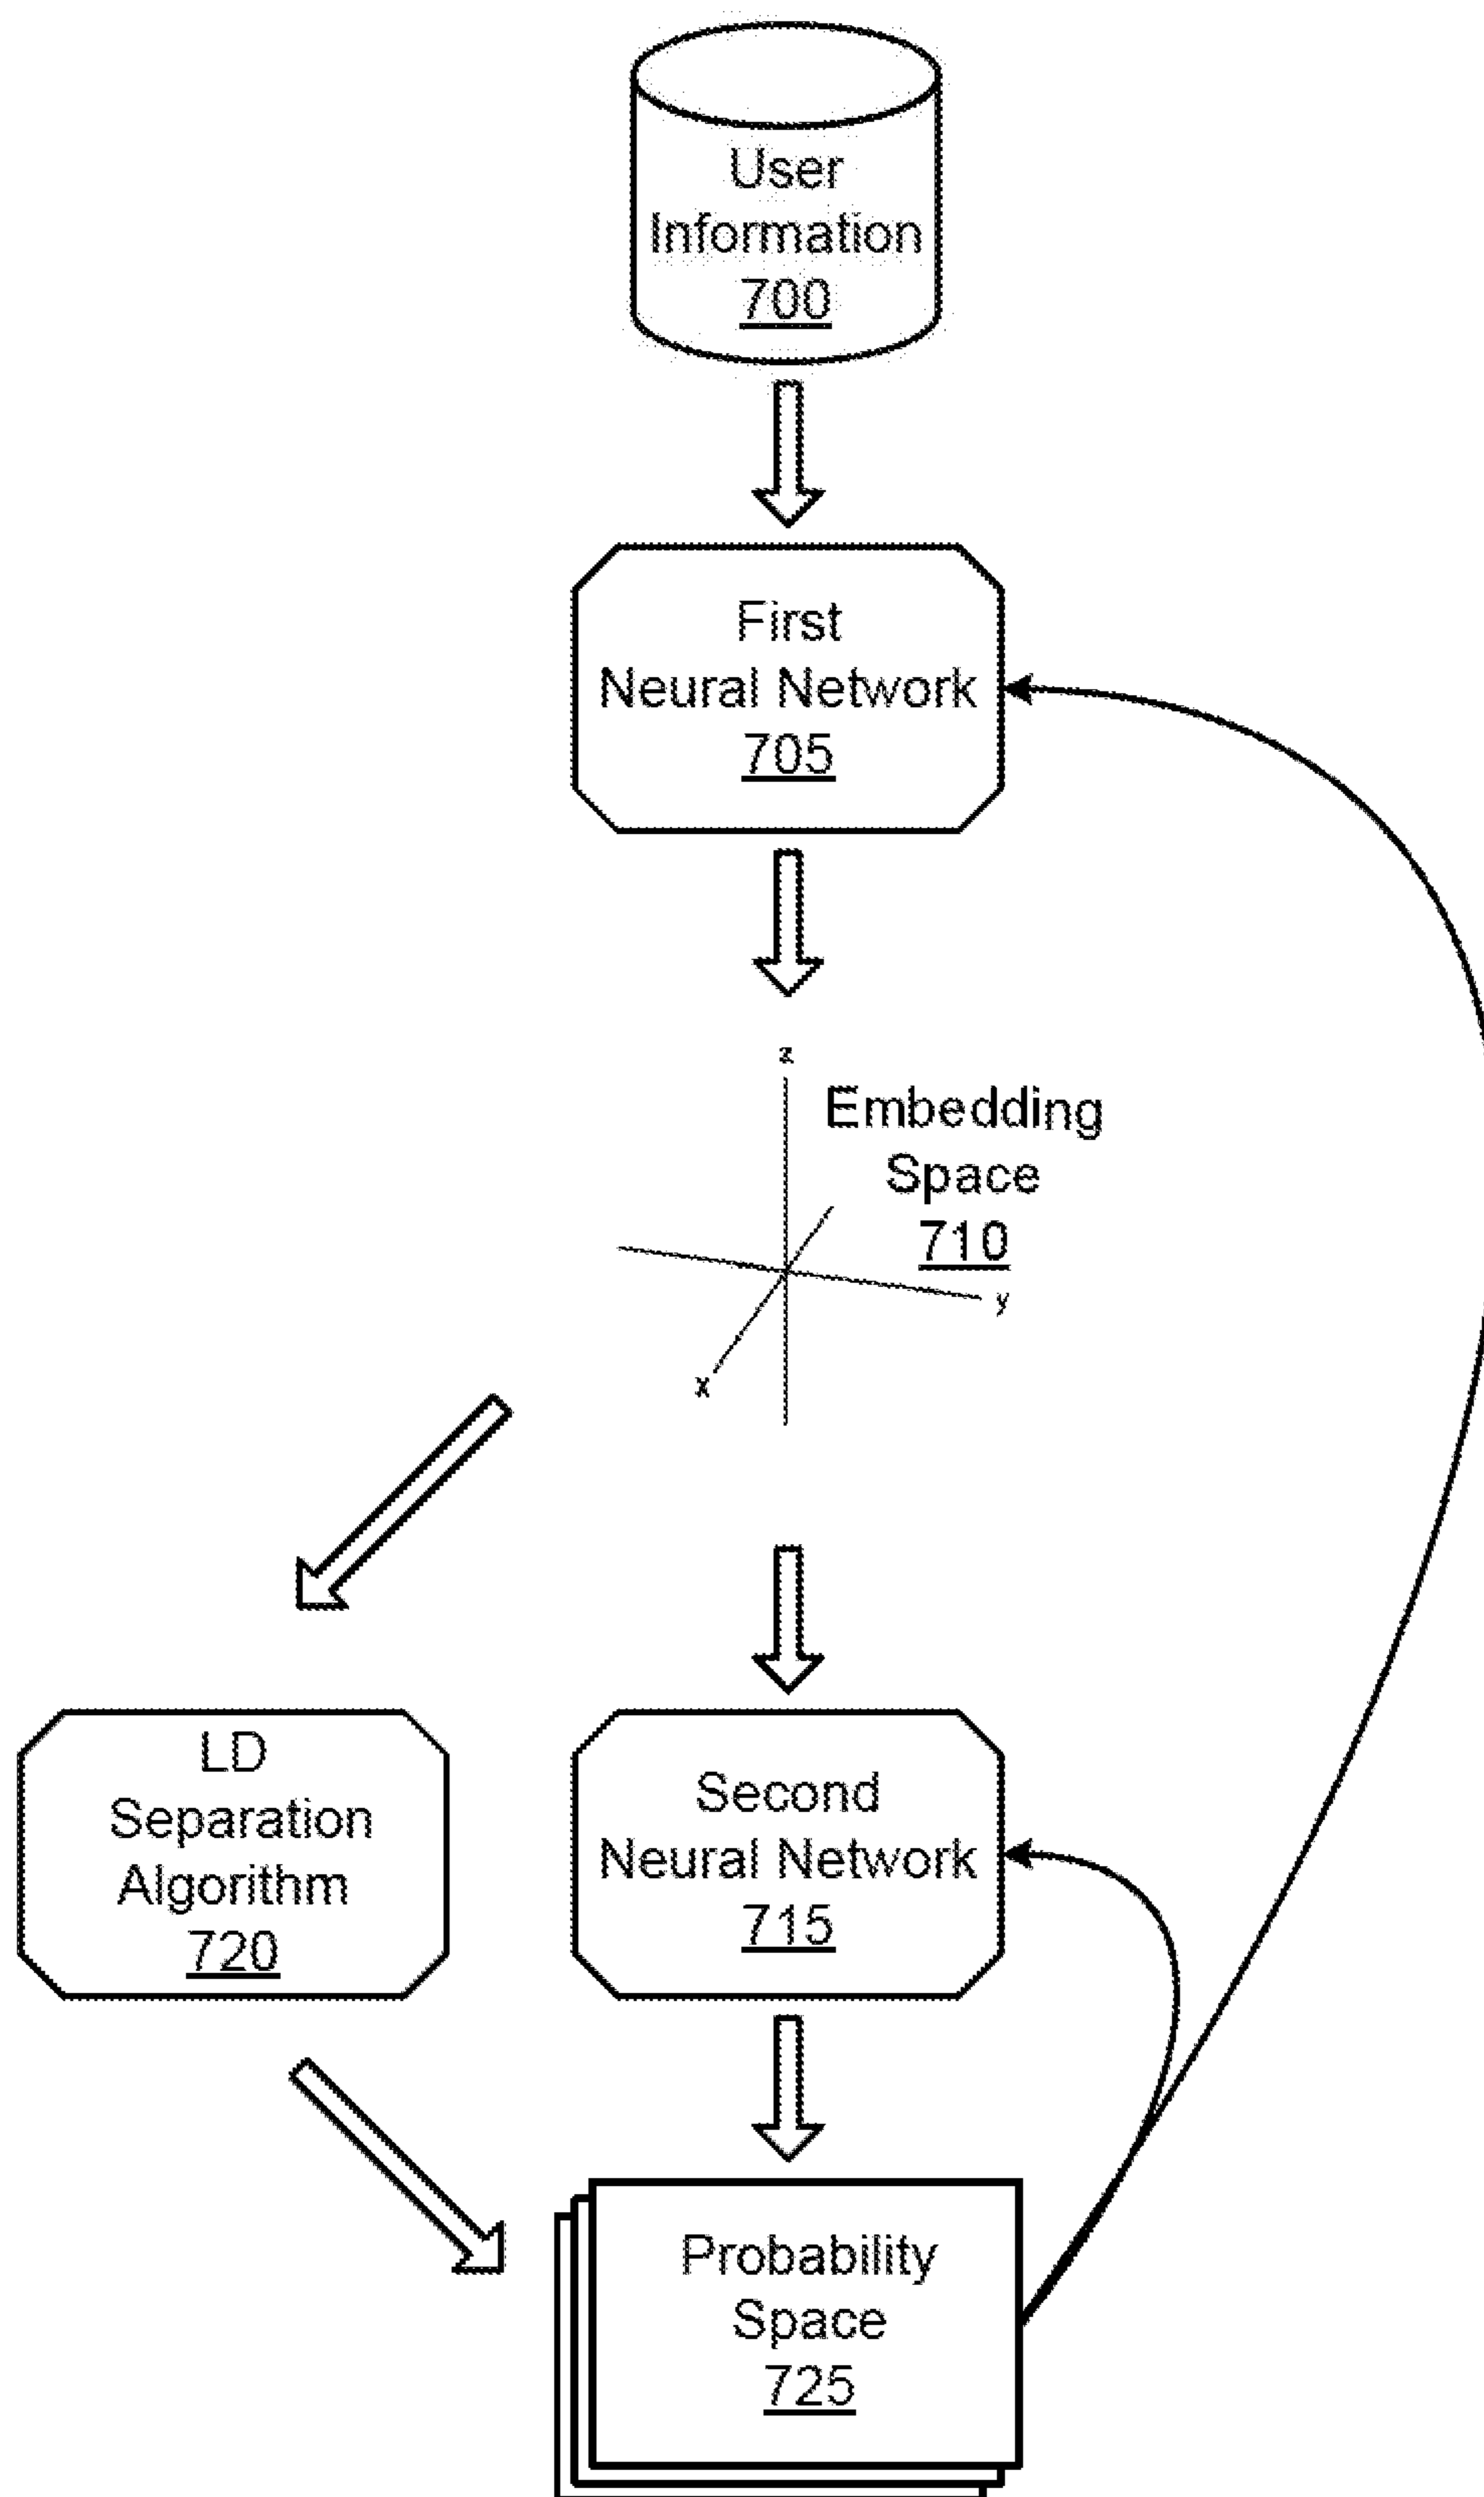 User
Information
700
First
Neural Network
705
z
Embedding
Space
710
y
x
LD
Separation
Algorithm
720
Second
Neural Network
715
Probability
Space
725